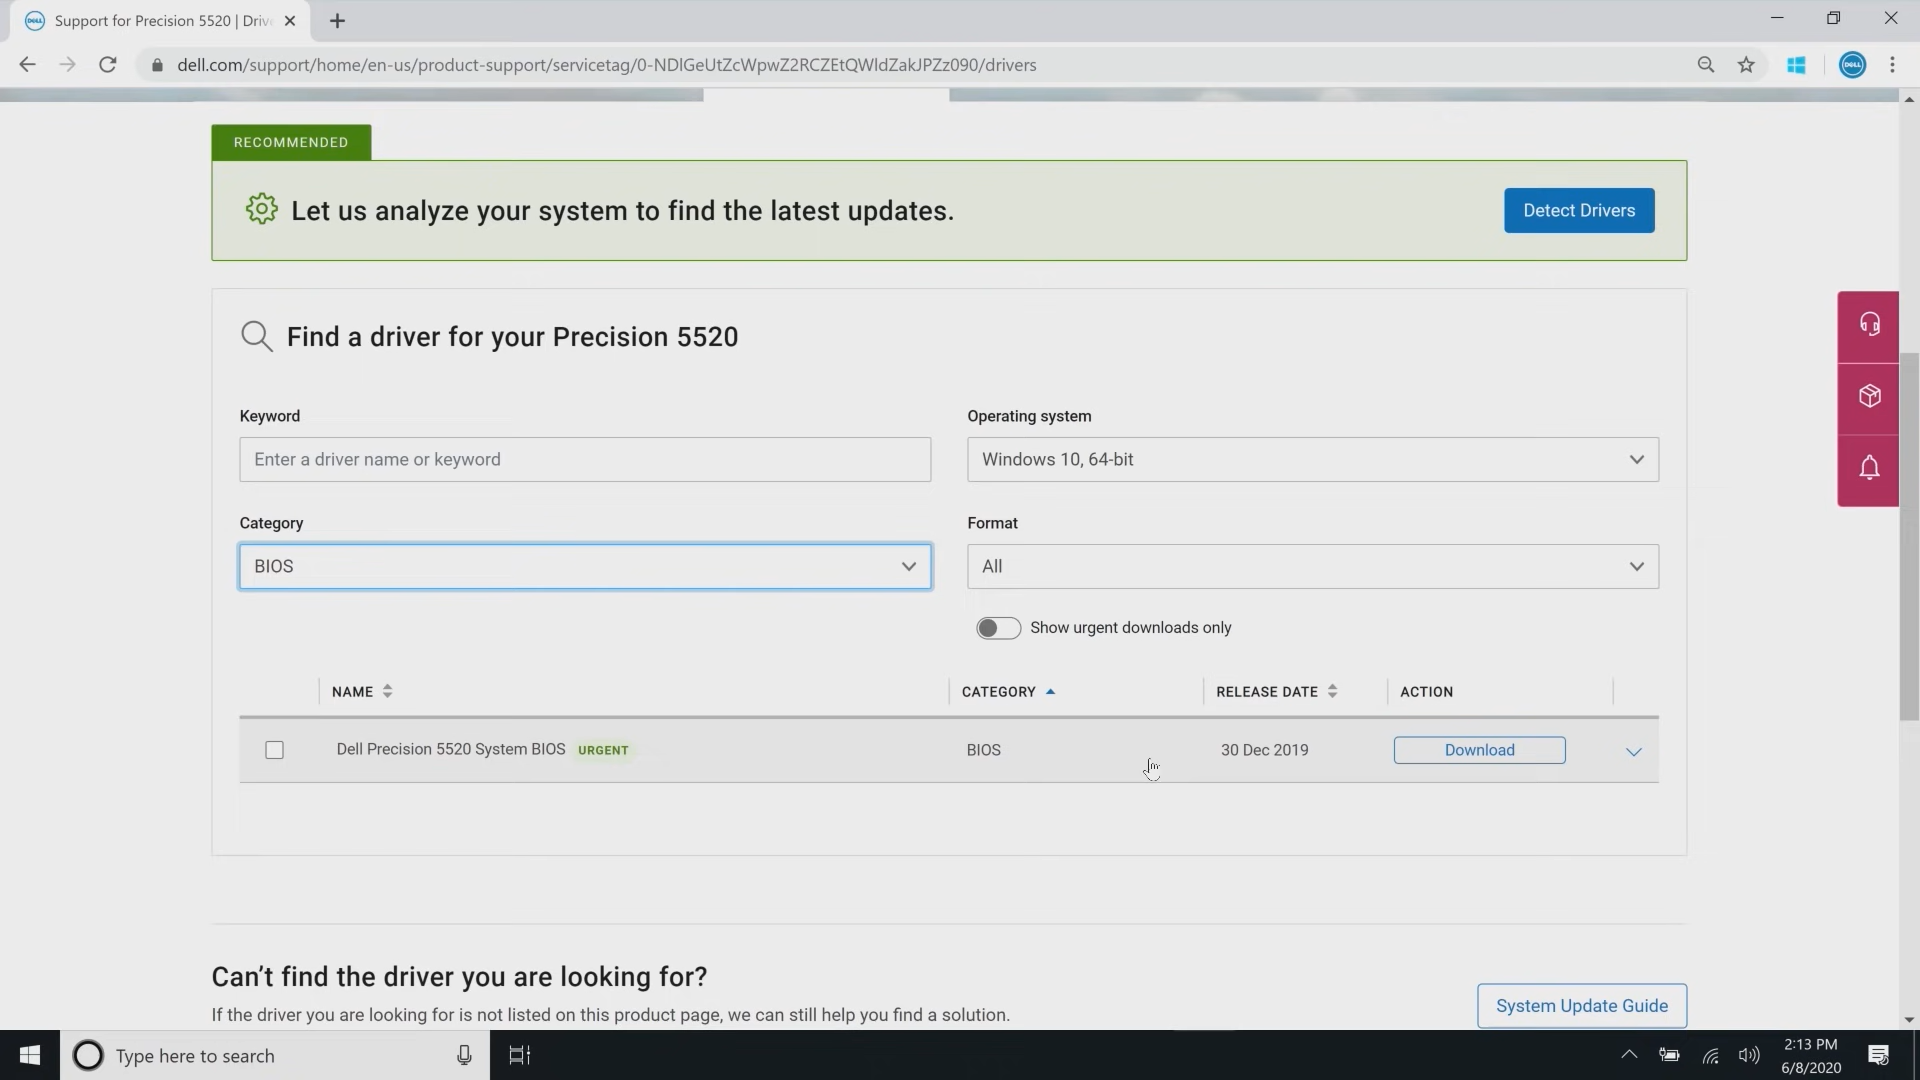 Support for Precision 5520 | Driv
dell.com/support/home/en-us/product-support/servicetag/0-NDlGeUtZcWpwZ2RCZEtQWldZakJPZz090/drivers
RECOMMENDED
Let us analyze your system to find the latest updates.
Detect Drivers
Find a driver for your Precision 5520
Keyword
Operating system
Enter a driver name or keyword
Windows 10, 64-bit
Category
Format
BIOS
All
Show urgent downloads only
NAME CATEGORY RELEASE DATE ACTION
Dell Precision 5520 System BIOS URGENT BIOS 30 Dec 2019 Download
Can't find the driver you are looking for?
System Update Guide
If the driver you are looking for is not listed on this product page, we can still help you find a solution.
Type here to search
2:13 PM
6/8/2020